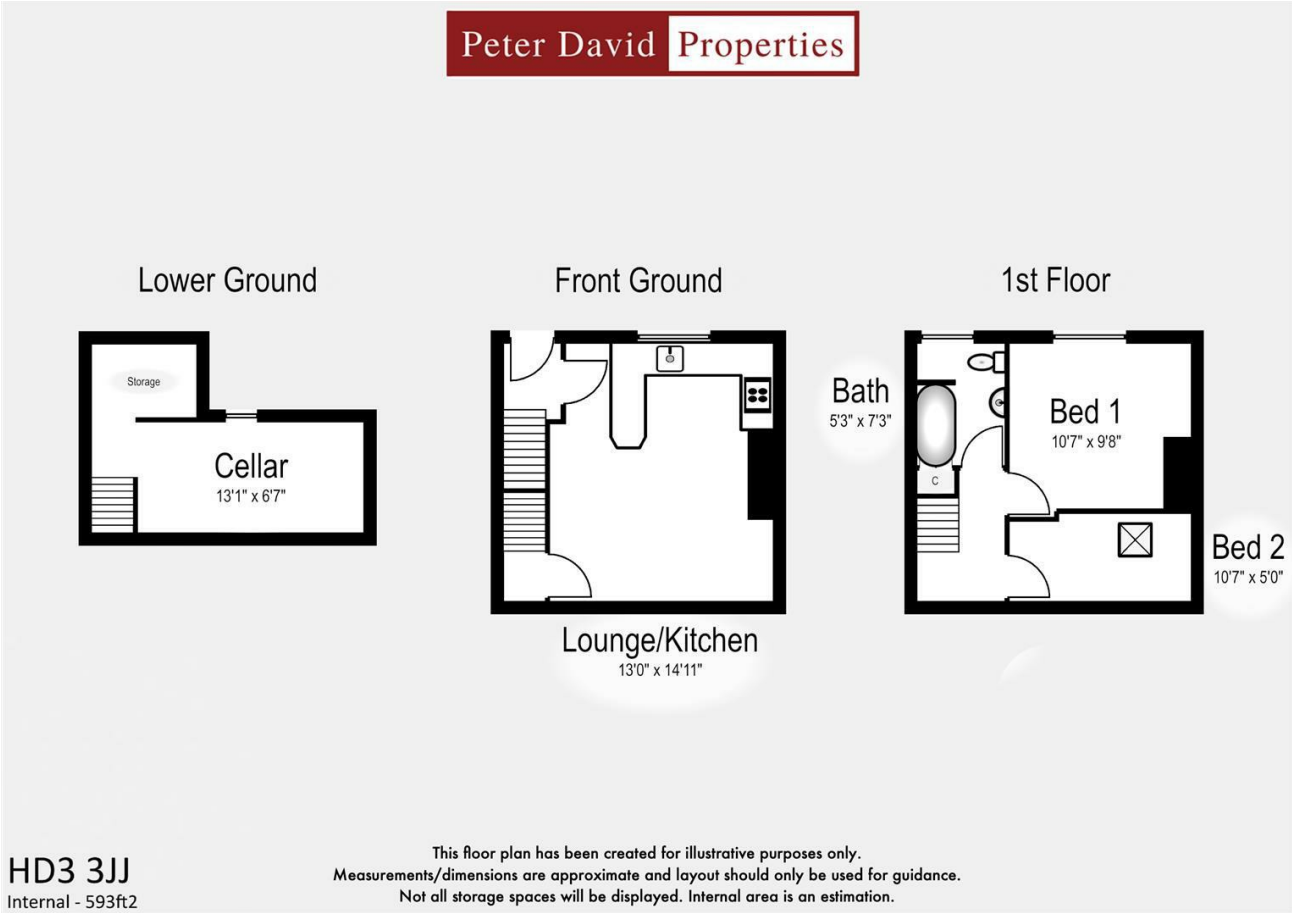 Peter David Properties
Lower Ground
Front Ground
1st Floor
Storage
Cellar
13'1" x 6'7"
Lounge/Kitchen
13'0" x 14'11"
Bath
5'3" x 7'3"
Bed 1
10'7" x 9'8"
C
Bed 2
10'7" x 5'0"
HD3 3JJ
Internal - 593ft2
This floor plan has been created for illustrative purposes only.
Measurements/dimensions are approximate and layout should only be used for guidance.
Not all storage spaces will be displayed. Internal area is an estimation.